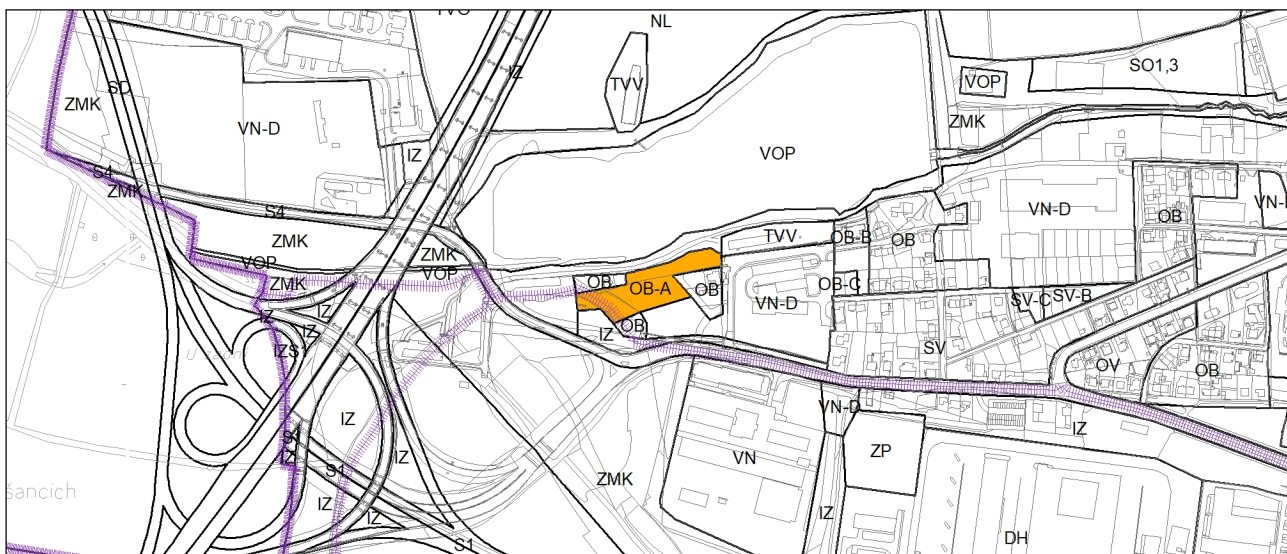 TVO
NL
IZ
SO1,3
SD
TVV
VOP
ZMK
VN-D
ZMK
IZ
VOP
S4
ZMK
S4
VN-D
OB
VN-D
ZMK
ZMK
TVV
OB-B
OB
VOP
VOP
ZMK
OB
OB-A
OB
OB-C
VN-D
SV-C
SV-B
IZ
IZ
IZ
OB
IZ
SV
OV
OB
U
IZ
VN-D
IZ
IZ
ZP
S1
IZ
IZ
VN
S1
ZMK
Šancích
IZ
IZ
IZ
DH
S1